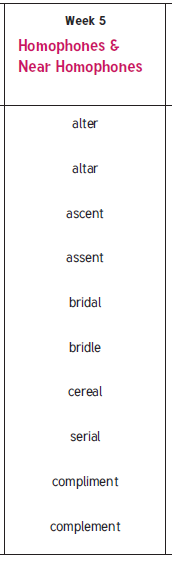 Week 5
Homophones &
Near Homophones
alter
altar
ascent
assent
bridal
bridle
cereal
serial
compliment
complement